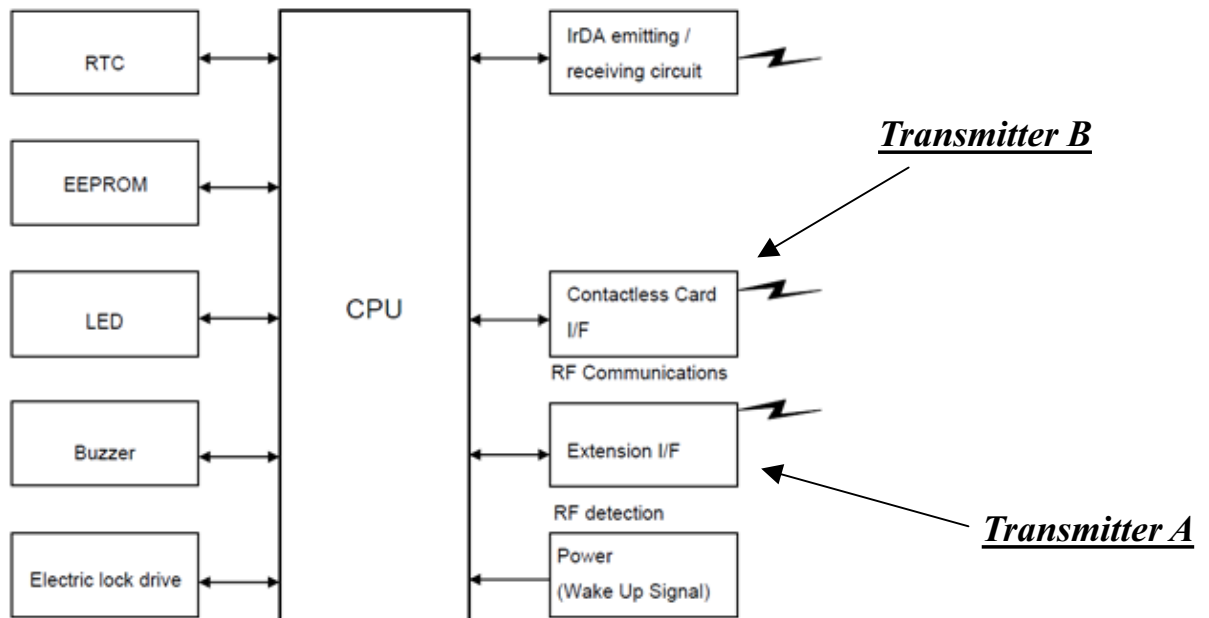 RTC
EEPROM
LED
Buzzer
Electric lock drive
CPU
IrDA emitting /
receiving circuit
Transmitter B
Contactless Card
I/F
RF Communications
Extension I/F
RF detection
Transmitter A
Power
(Wake Up Signal)